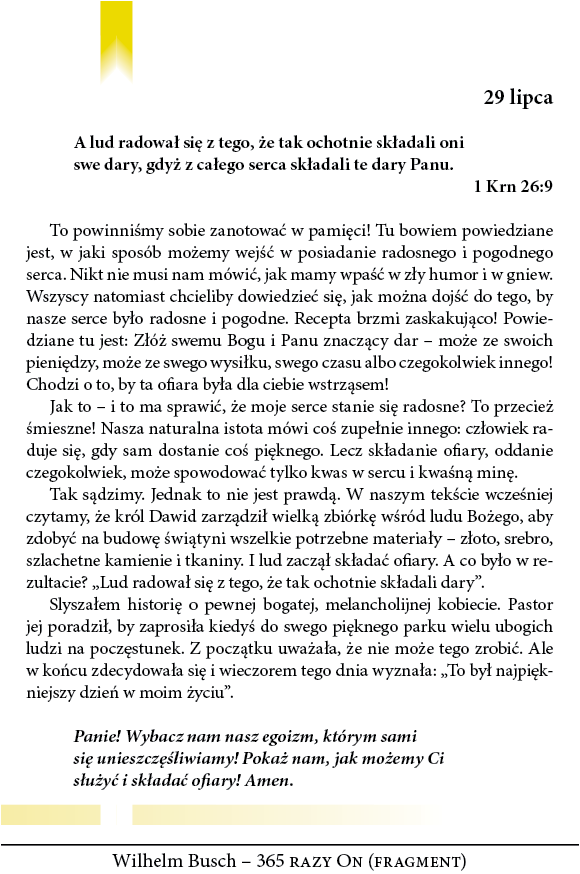 29 lipca
A lud radował się z tego, że tak ochotnie składali oni
swe dary, gdyż z całego serca składali te dary Panu.
1 Krn 26:9
To powinniśmy sobie zanotować w pamięci! Tu bowiem powiedziane
jest, w jaki sposób możemy wejść w posiadanie radosnego i pogodnego
serca. Nikt nie musi nam mówić, jak mamy wpaść w zły humor i w gniew.
Wszyscy natomiast chcieliby dowiedzieć się, jak można dojść do tego, by
nasze serce było radosne i pogodne. Recepta brzmi zaskakująco! Powie-
dziane tu jest: Złóż swemu Bogu i Panu znaczący dar – może ze swoich
pieniędzy, może ze swego wysiłku, swego czasu albo czegokolwiek innego!
Chodzi o to, by ta ofiara była dla ciebie wstrząsem!
Jak to – i to ma sprawić, że moje serce stanie się radosne? To przecież
śmieszne! Nasza naturalna istota mówi coś zupełnie innego: człowiek ra-
duje się, gdy sam dostanie coś pięknego. Lecz składanie ofiary, oddanie
czegokolwiek, może spowodować tylko kwas w sercu i kwaśną minę.
Tak sądzimy. Jednak to nie jest prawdą. W naszym tekście wcześniej
czytamy, że król Dawid zarządził wielką zbiórkę wśród ludu Bożego, aby
zdobyć na budowę świątyni wszelkie potrzebne materiały – złoto, srebro,
szlachetne kamienie i tkaniny. I lud zaczął składać ofiary. A co było w re-
zultacie? „Lud radował się z tego, że tak ochotnie składali dary”.
Slyszałem historię o pewnej bogatej, melancholijnej kobiecie. Pastor
jej poradził, by zaprosiła kiedyś do swego pięknego parku wielu ubogich
ludzi na poczęstunek. Z początku uważała, że nie może tego zrobić. Ale
w końcu zdecydowała się i wieczorem tego dnia wyznała: „To był najpięk-
niejszy dzień w moim życiu”.
Panie! Wybacz nam nasz egoizm, którym sami
się unieszczęśliwiamy! Pokaż nam, jak możemy Ci
służyć i składać ofiary! Amen.
Wilhelm Busch – 365 RAZY ON (FRAGMENT)